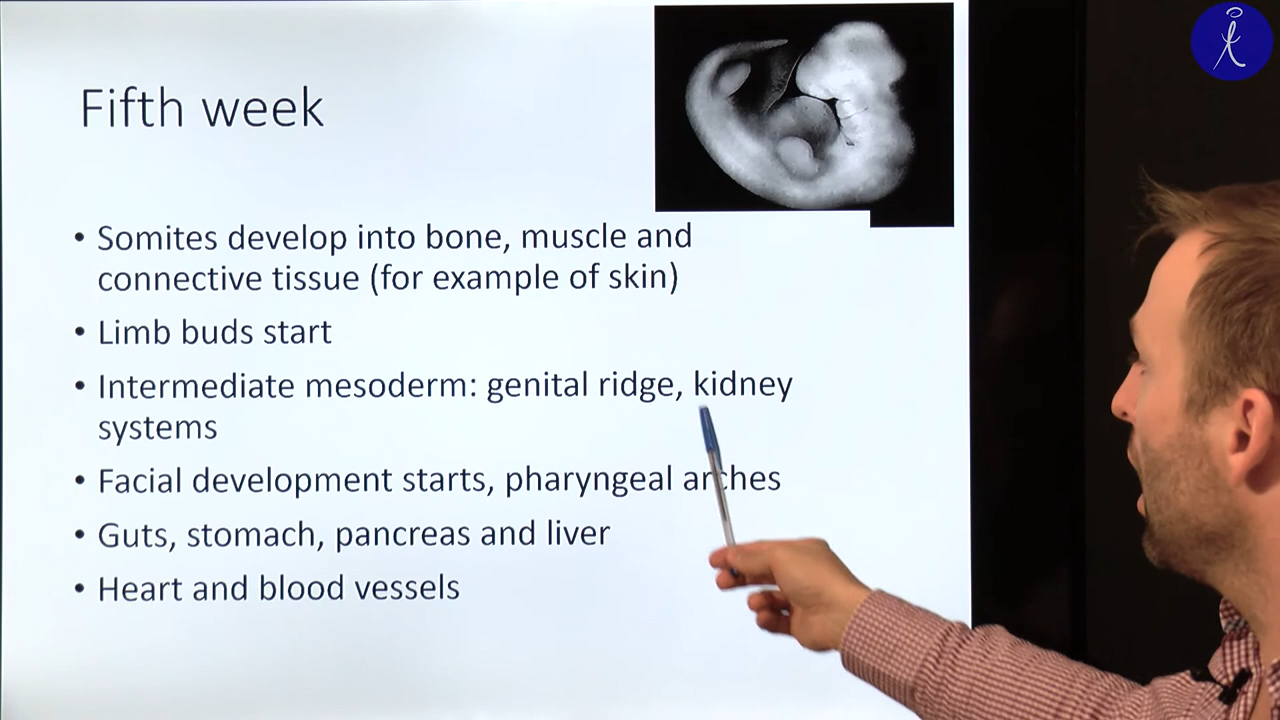 Fifth week
• Somites develop into bone, muscle and
connective tissue (for example of skin)
• Limb buds start
• Intermediate mesoderm: genital ridge, kidney
systems
• Facial development starts, pharyngeal arches
• Guts, stomach, pancreas and liver
• Heart and blood vessels